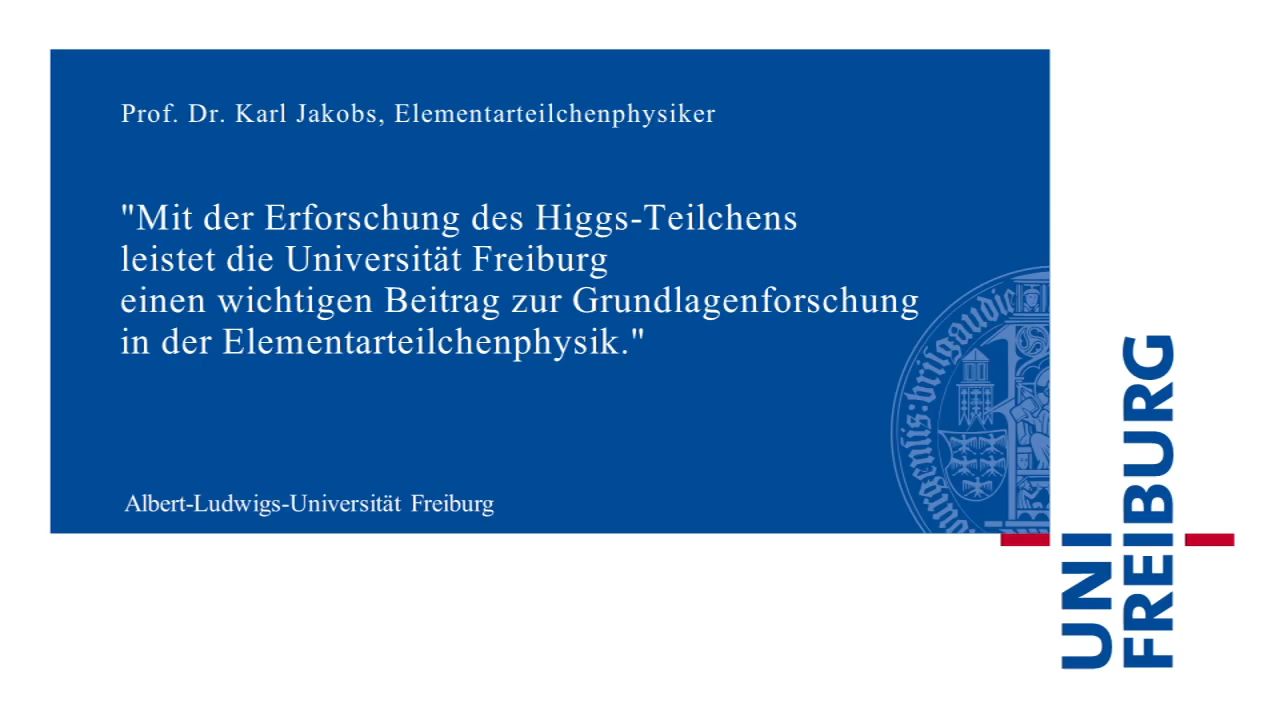 Prof. Dr. Karl Jakobs, Elementarteilchenphysiker
"Mit der Erforschung des Higgs-Teilchens
leistet die Universität Freiburg
einen wichtigen Beitrag zur Grundlagenforschung
in der Elementarteilchenphysik."
Albert-Ludwigs-Universität Freiburg
UNI
FREIBURG